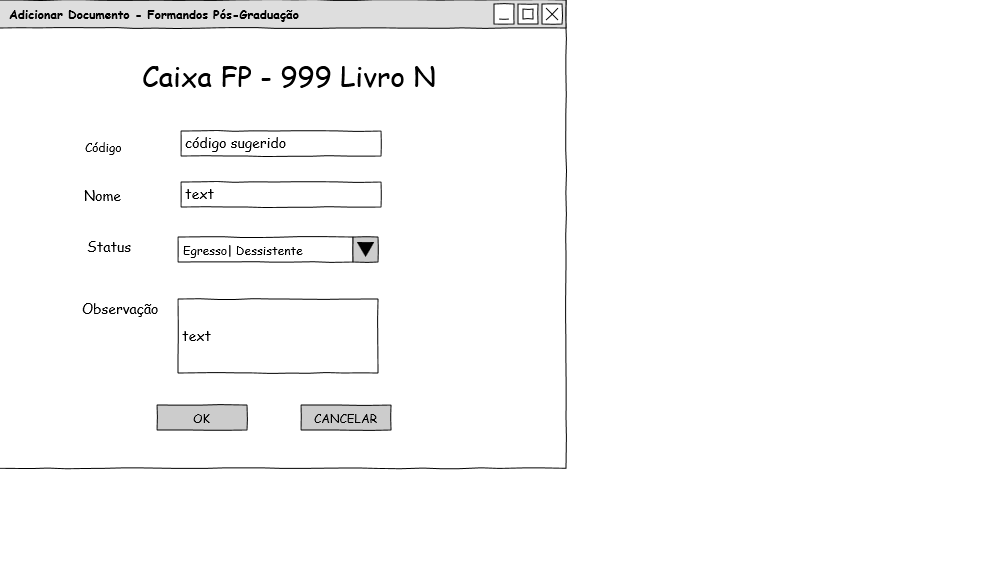 Adicionar Documento - Formandos Pós-Graduação
Caixa FP - 999 Livro N
Código
código sugerido
Nome
text
Status
Egresso| Dessistente
Observação
text
OK
CANCELAR